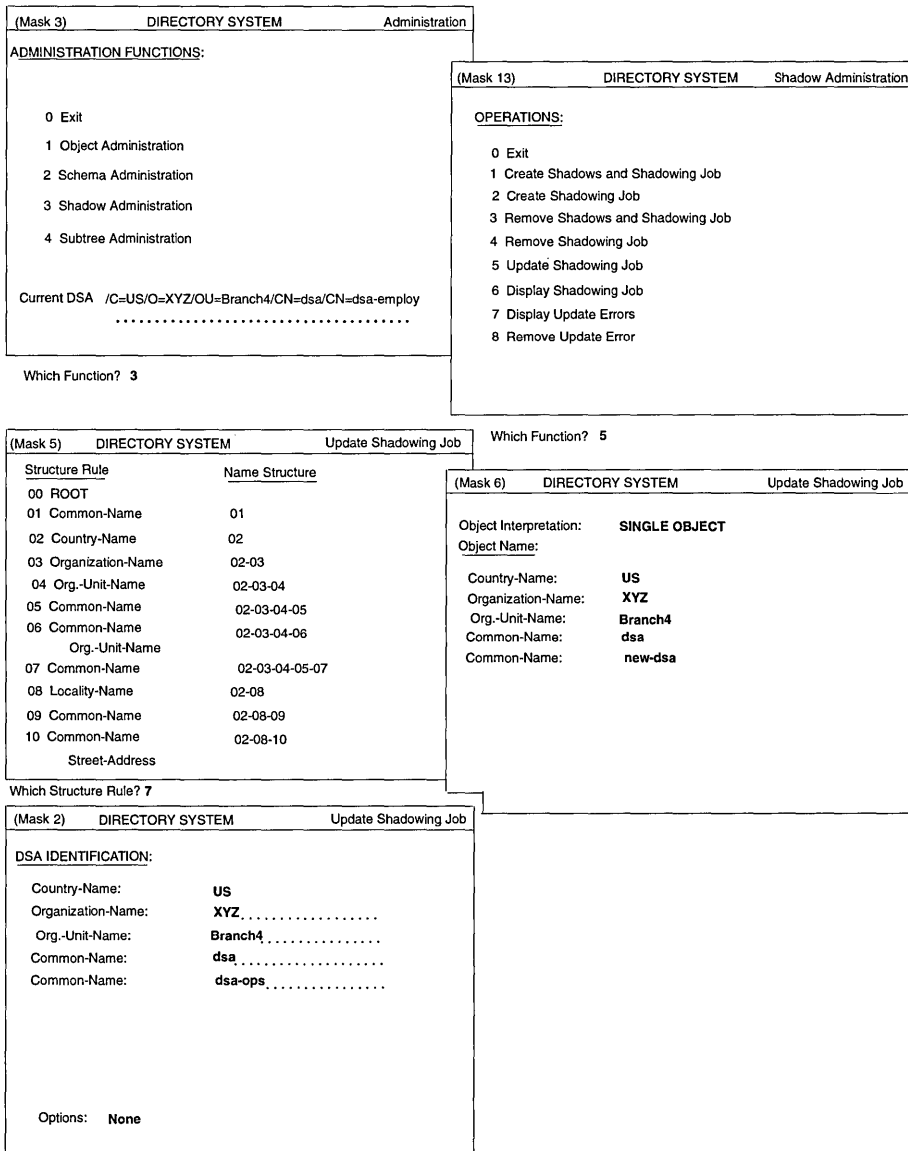 (Mask 3) DIRECTORY SYSTEM Administration
ADMINISTRATION FUNCTIONS:
0 Exit
1 Object Administration
2 Schema Administration
3 Shadow Administration
4 Subtree Administration
Current DSA /C=US/O=XYZ/OU=Branch4/CN=dsa/CN=dsa-employ
Which Function? 3
(Mask 13) DIRECTORY SYSTEM Shadow Administration
OPERATIONS:
0 Exit
1 Create Shadows and Shadowing Job
2 Create Shadowing Job
3 Remove Shadows and Shadowing Job
4 Remove Shadowing Job
5 Update Shadowing Job
6 Display Shadowing Job
7 Display Update Errors
8 Remove Update Error
Which Function? 5
(Mask 5) DIRECTORY SYSTEM Update Shadowing Job
Structure Rule Name Structure
00 ROOT
01 Common-Name 01
02 Country-Name 02
03 Organization-Name 02-03
04 Org.-Unit-Name 02-03-04
05 Common-Name 02-03-04-05
06 Common-Name 02-03-04-06
Org.-Unit-Name
07 Common-Name 02-03-04-05-07
08 Locality-Name 02-08
09 Common-Name 02-08-09
10 Common-Name 02-08-10
Street-Address
Which Structure Rule? 7
(Mask 6) DIRECTORY SYSTEM Update Shadowing Job
Object Interpretation: SINGLE OBJECT
Object Name:
Country-Name: US
Organization-Name: XYZ
Org.-Unit-Name: Branch4
Common-Name: dsa
Common-Name: new-dsa
(Mask 2) DIRECTORY SYSTEM Update Shadowing Job
DSA IDENTIFICATION:
Country-Name: US
Organization-Name: XYZ
Org.-Unit-Name: Branch4
Common-Name: dsa
Common-Name: dsa-ops
Options: None